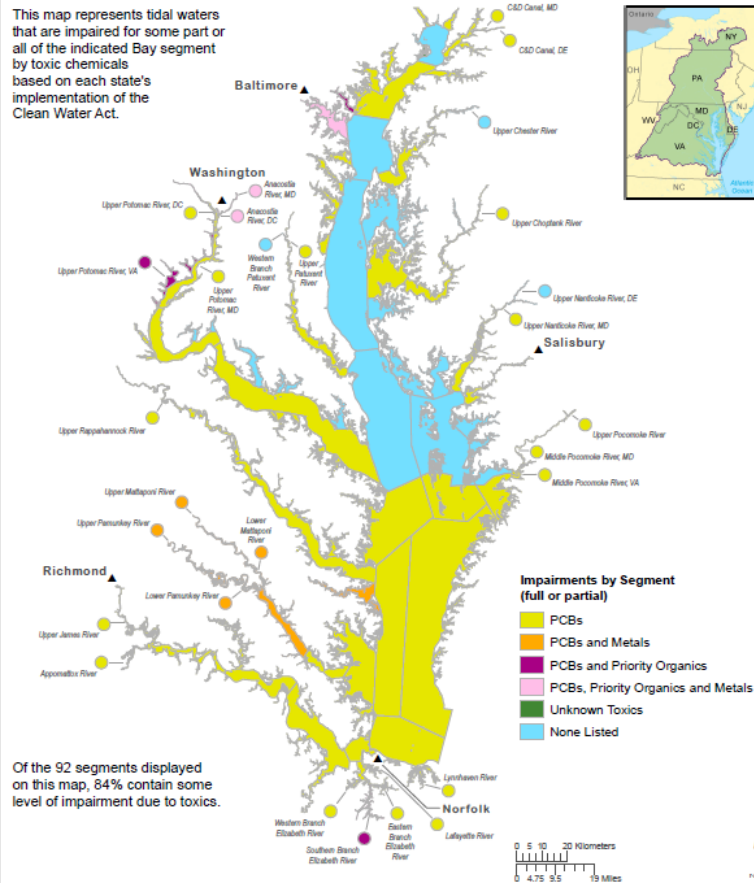 This map represents tidal waters
that are impaired for some part or
all of the indicated Bay segment
by toxic chemicals
based on each state's
implementation of the
Clean Water Act.
C&D Canal, MD
C&D Canal, DE
Ontario
NY
OH
PA
NJ
MD
WV
DC
DE
VA
NC
Atlantic
Ocean
Baltimore
Upper Chester River
Washington
Anacostia
River, MD
Upper Potomac River, DC
Anacostia
River, DC
Upper Choptank River
Western
Branch
Patuxent
River
Upper
Patuxent
River
Upper Potomac River, VA
Upper
Potomac
River, MD
Upper Nanticoke River, DE
Upper Nanticoke River, MD
Salisbury
Upper Rappahannock River
Upper Pocomoke River
Middle Pocomoke River, MD
Middle Pocomoke River, VA
Upper Mattaponi River
Upper Pamunkey River
Lower
Mattaponi
River
Richmond
Lower Pamunkey River
Upper James River
Appomattox River
Impairments by Segment
(full or partial)
PCBs
PCBs and Metals
PCBs and Priority Organics
PCBs, Priority Organics and Metals
Unknown Toxics
None Listed
Of the 92 segments displayed
on this map, 84% contain some
level of impairment due to toxics.
Lynnhaven River
Norfolk
Western Branch
Elizabeth River
Eastern
Branch
Elizabeth
River
Lafayette River
Southern Branch
Elizabeth River
0 5 10 20 Kilometers
0 4.75 9.5 19 Miles